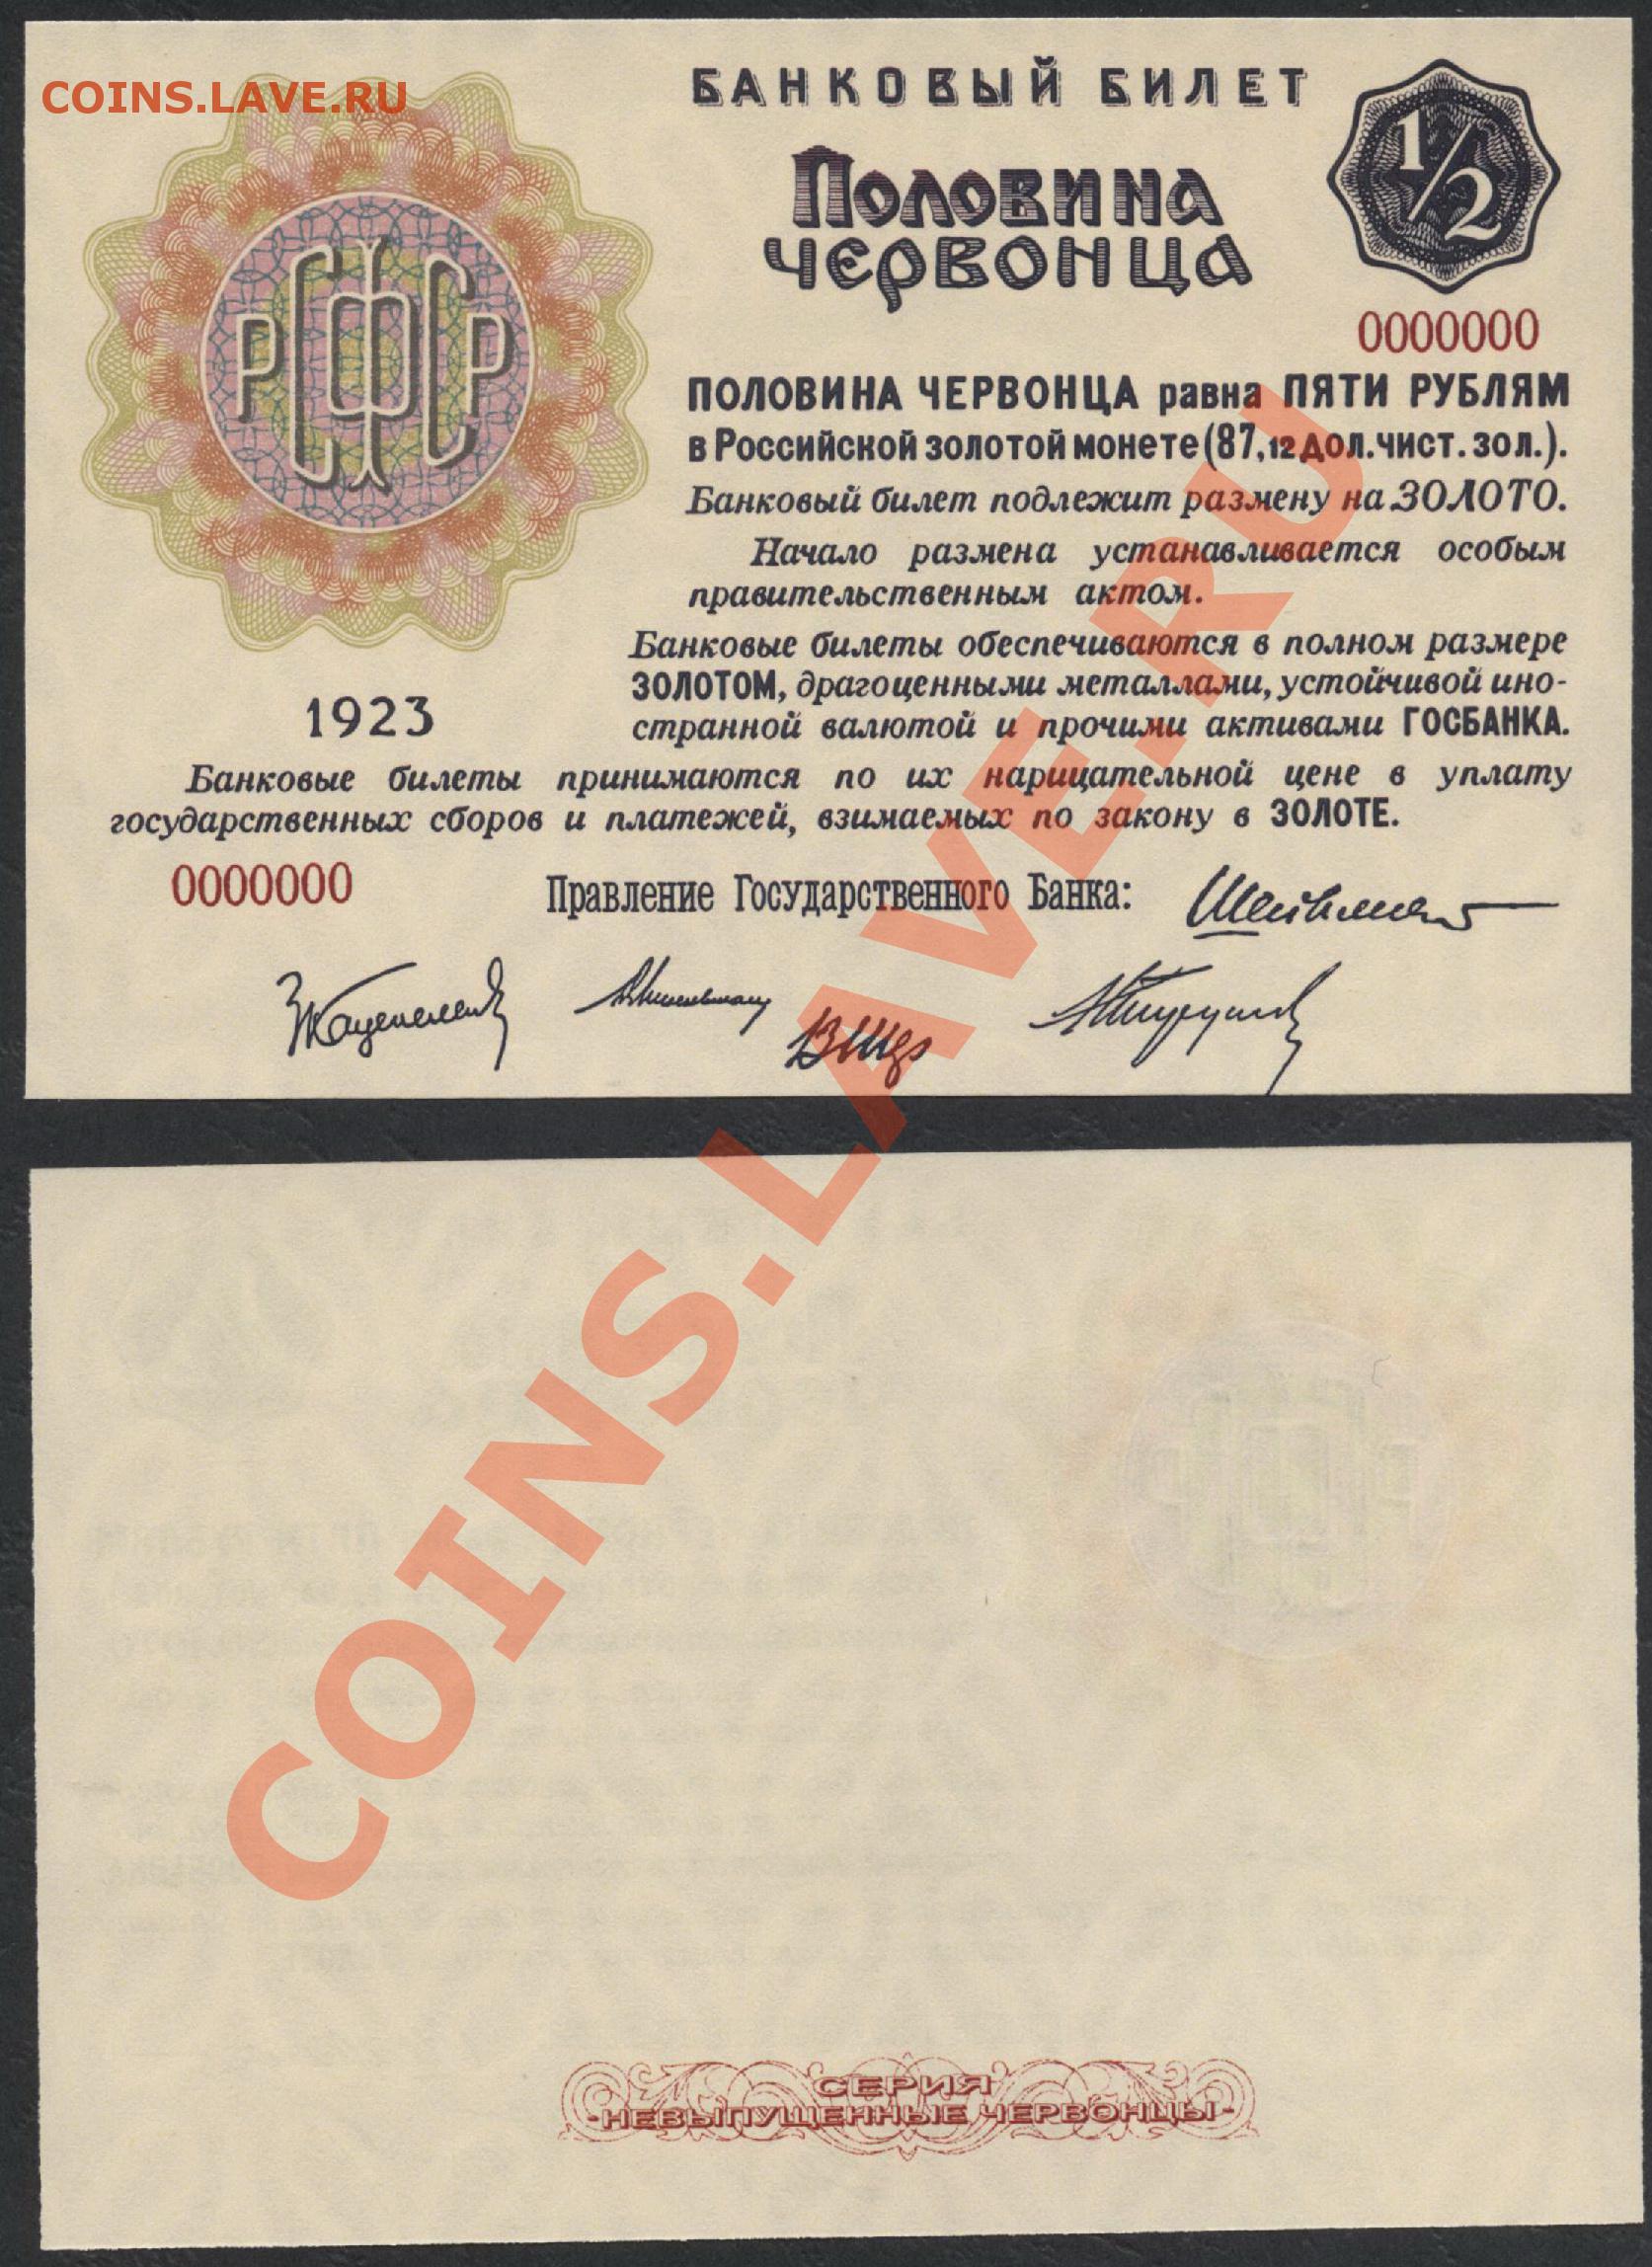 COINS.LAVE.RU
БАНКОВЫЙ БИЛЕТ
1/2
ПОЛОВИНА
ЧЕРВОНЦА
РСФСР
0000000
ПОЛОВИНА ЧЕРВОНЦА равна ПЯТИ РУБЛЯМ
в Российской золотой монете (87,12 дол. чист. зол.).
Банковый билет подлежит размену на ЗОЛОТО.
Начало размена устанавливается особым
правительственным актом.
Банковые билеты обеспечиваются в полном размере
ЗОЛОТОМ, драгоценными металлами, устойчивой ино-
странной валютой и прочими активами ГОСБАНКА.
1923
Банковые билеты принимаются по их нарицательной цене в уплату
государственных сборов и платежей, взимаемых по закону в ЗОЛОТЕ.
0000000
Правление Государственного Банка:
COINS.LAVE.RU
СЕРИЯ
-НЕВЫПУЩЕННЫЕ ЧЕРВОНЦЫ-